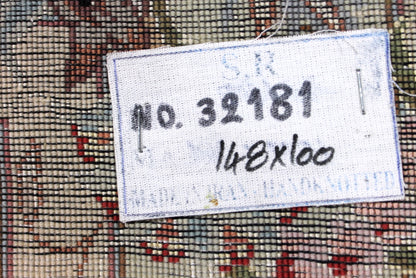 S.R
NO. 32181
148x100
MADE IN IRAN. HANDKNOTTED